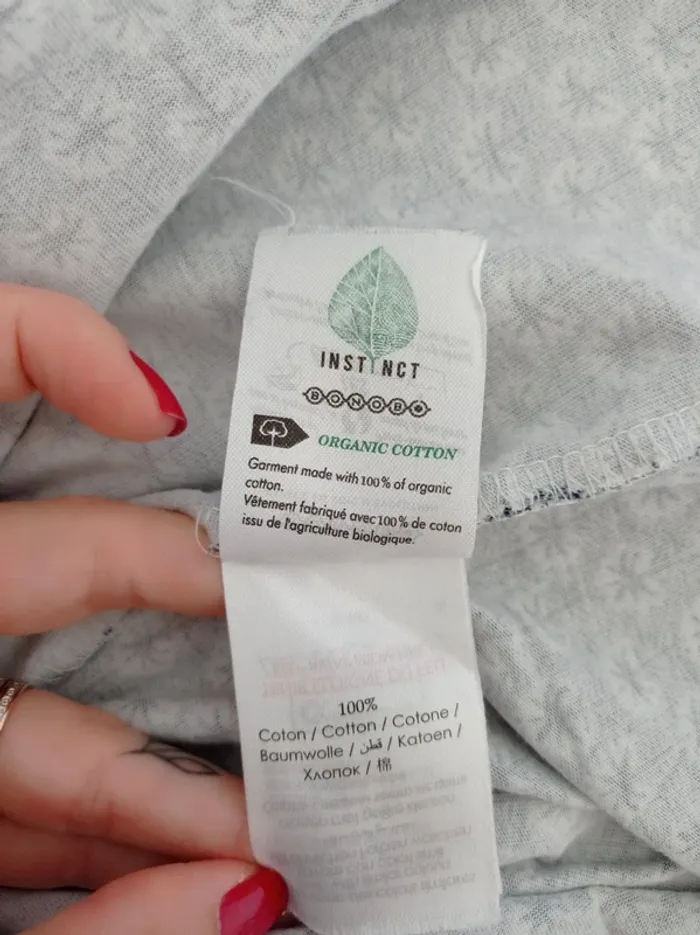 INSTINCT
BONOBO
ORGANIC COTTON
Garment made with 100% of organic
cotton.
Vêtement fabriqué avec 100% de coton
issu de l'agriculture biologique.
100%
Coton / Cotton / Cotone /
Baumwolle / قطن / Katoen /
Хлопок / 棉